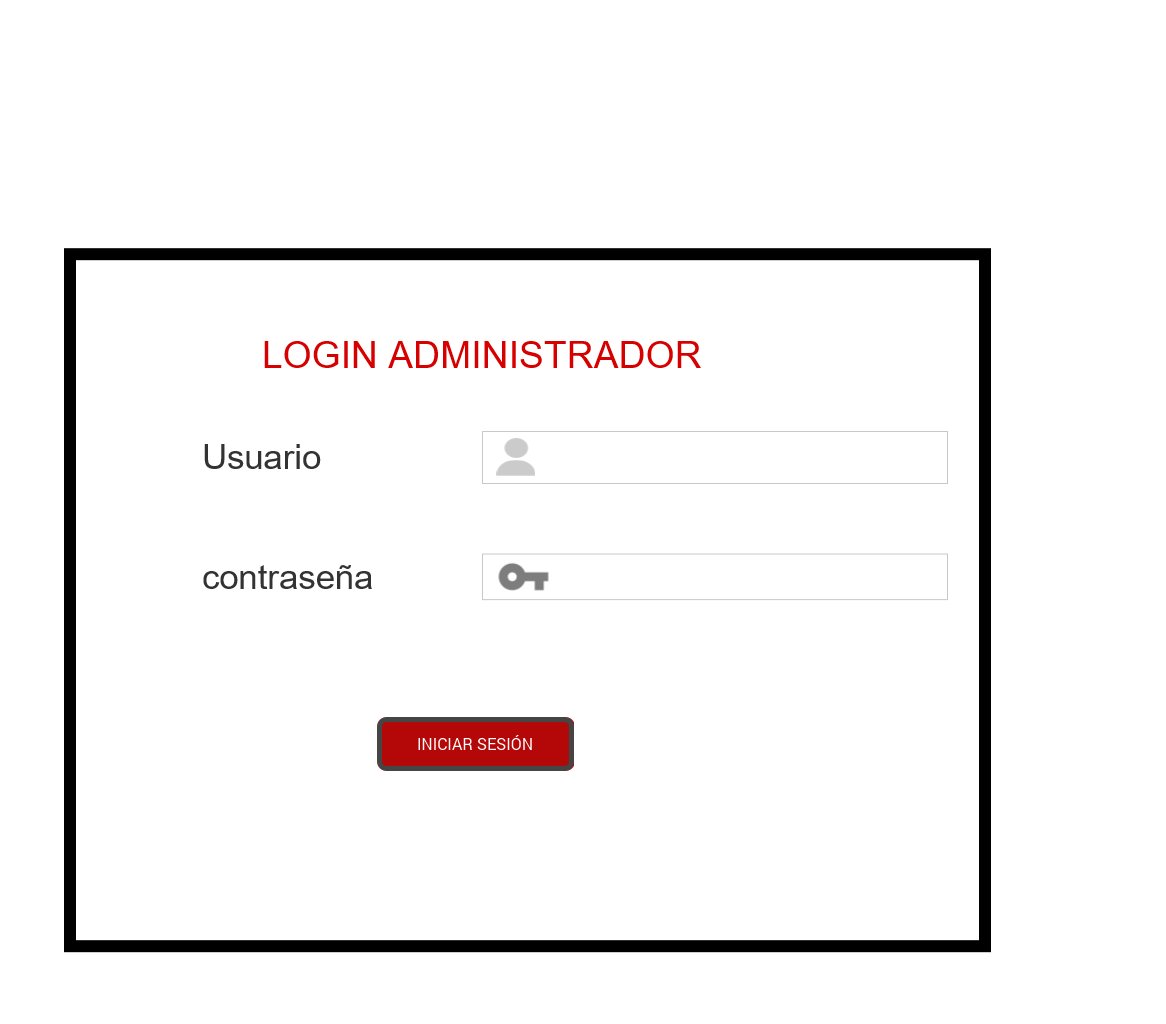 LOGIN ADMINISTRADOR
Usuario
contraseña
INICIAR SESIÓN